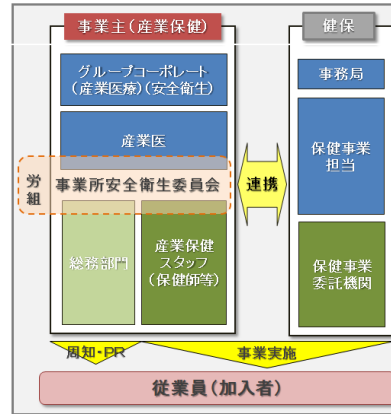 事業主(産業保健)
グループコーポレート
(産業医療)(安全衛生)
産業医
労組
事業所安全衛生委員会
総務部門
産業保健
スタッフ
(保健師等)
連携
健保
事務局
保健事業
担当
保健事業
委託機関
周知・PR
事業実施
従業員(加入者)